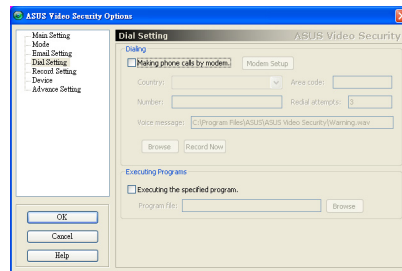 ASUS Video Security Options
Main Setting
Mode
Email Setting
Dial Setting
Record Setting
Device
Advance Setting
OK
Cancel
Help
Dial Setting ASUS Video Security
Dialing
Making phone calls by modem. Modem Setup
Country: Area code:
Number: Redial attempts: 3
Voice message: C:\Program Files\ASUS\ASUS Video Security\Warning.wav
Browse Record Now
Executing Programs
Executing the specified program.
Program file: Browse